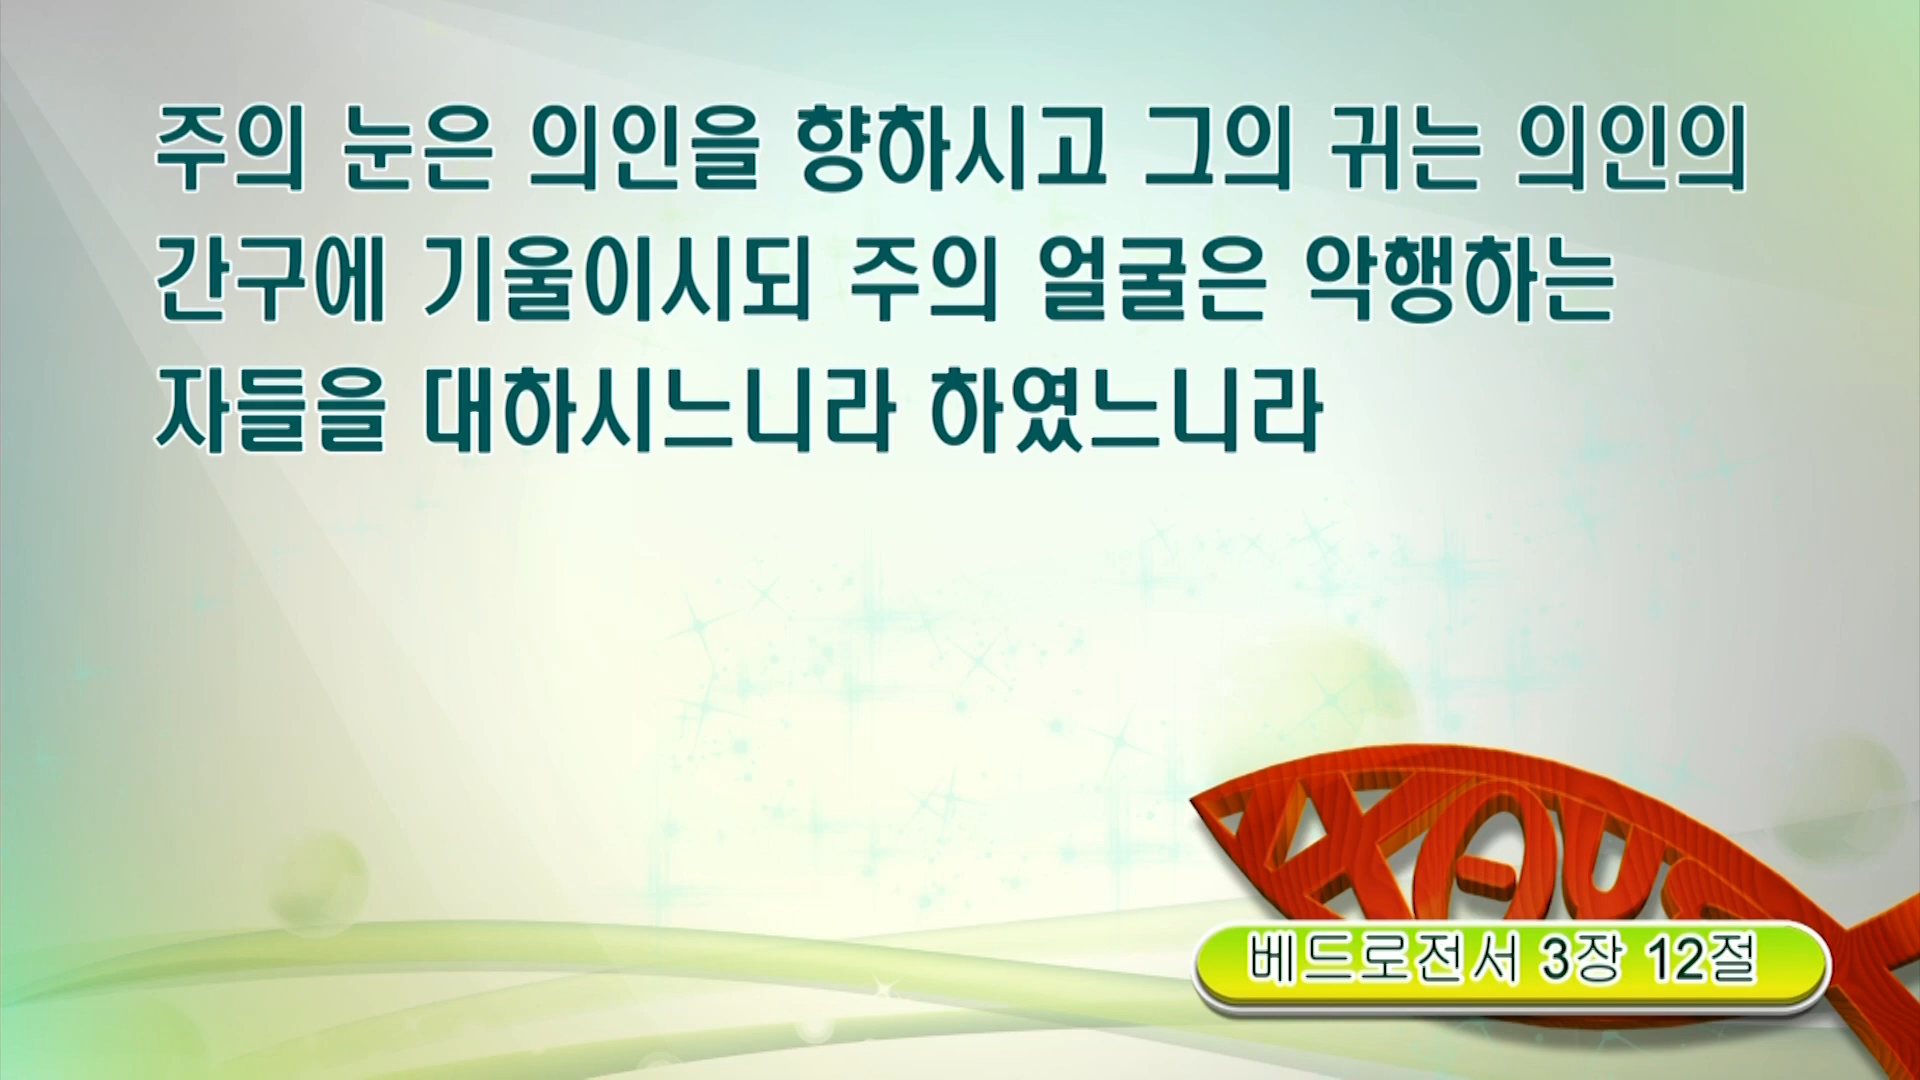 주의 눈은 의인을 향하시고 그의 귀는 의인의
간구에 기울이시되 주의 얼굴은 악행하는
자들을 대하시느니라 하였느니라
ΙΧΘΥΣ
베드로전서 3장 12절